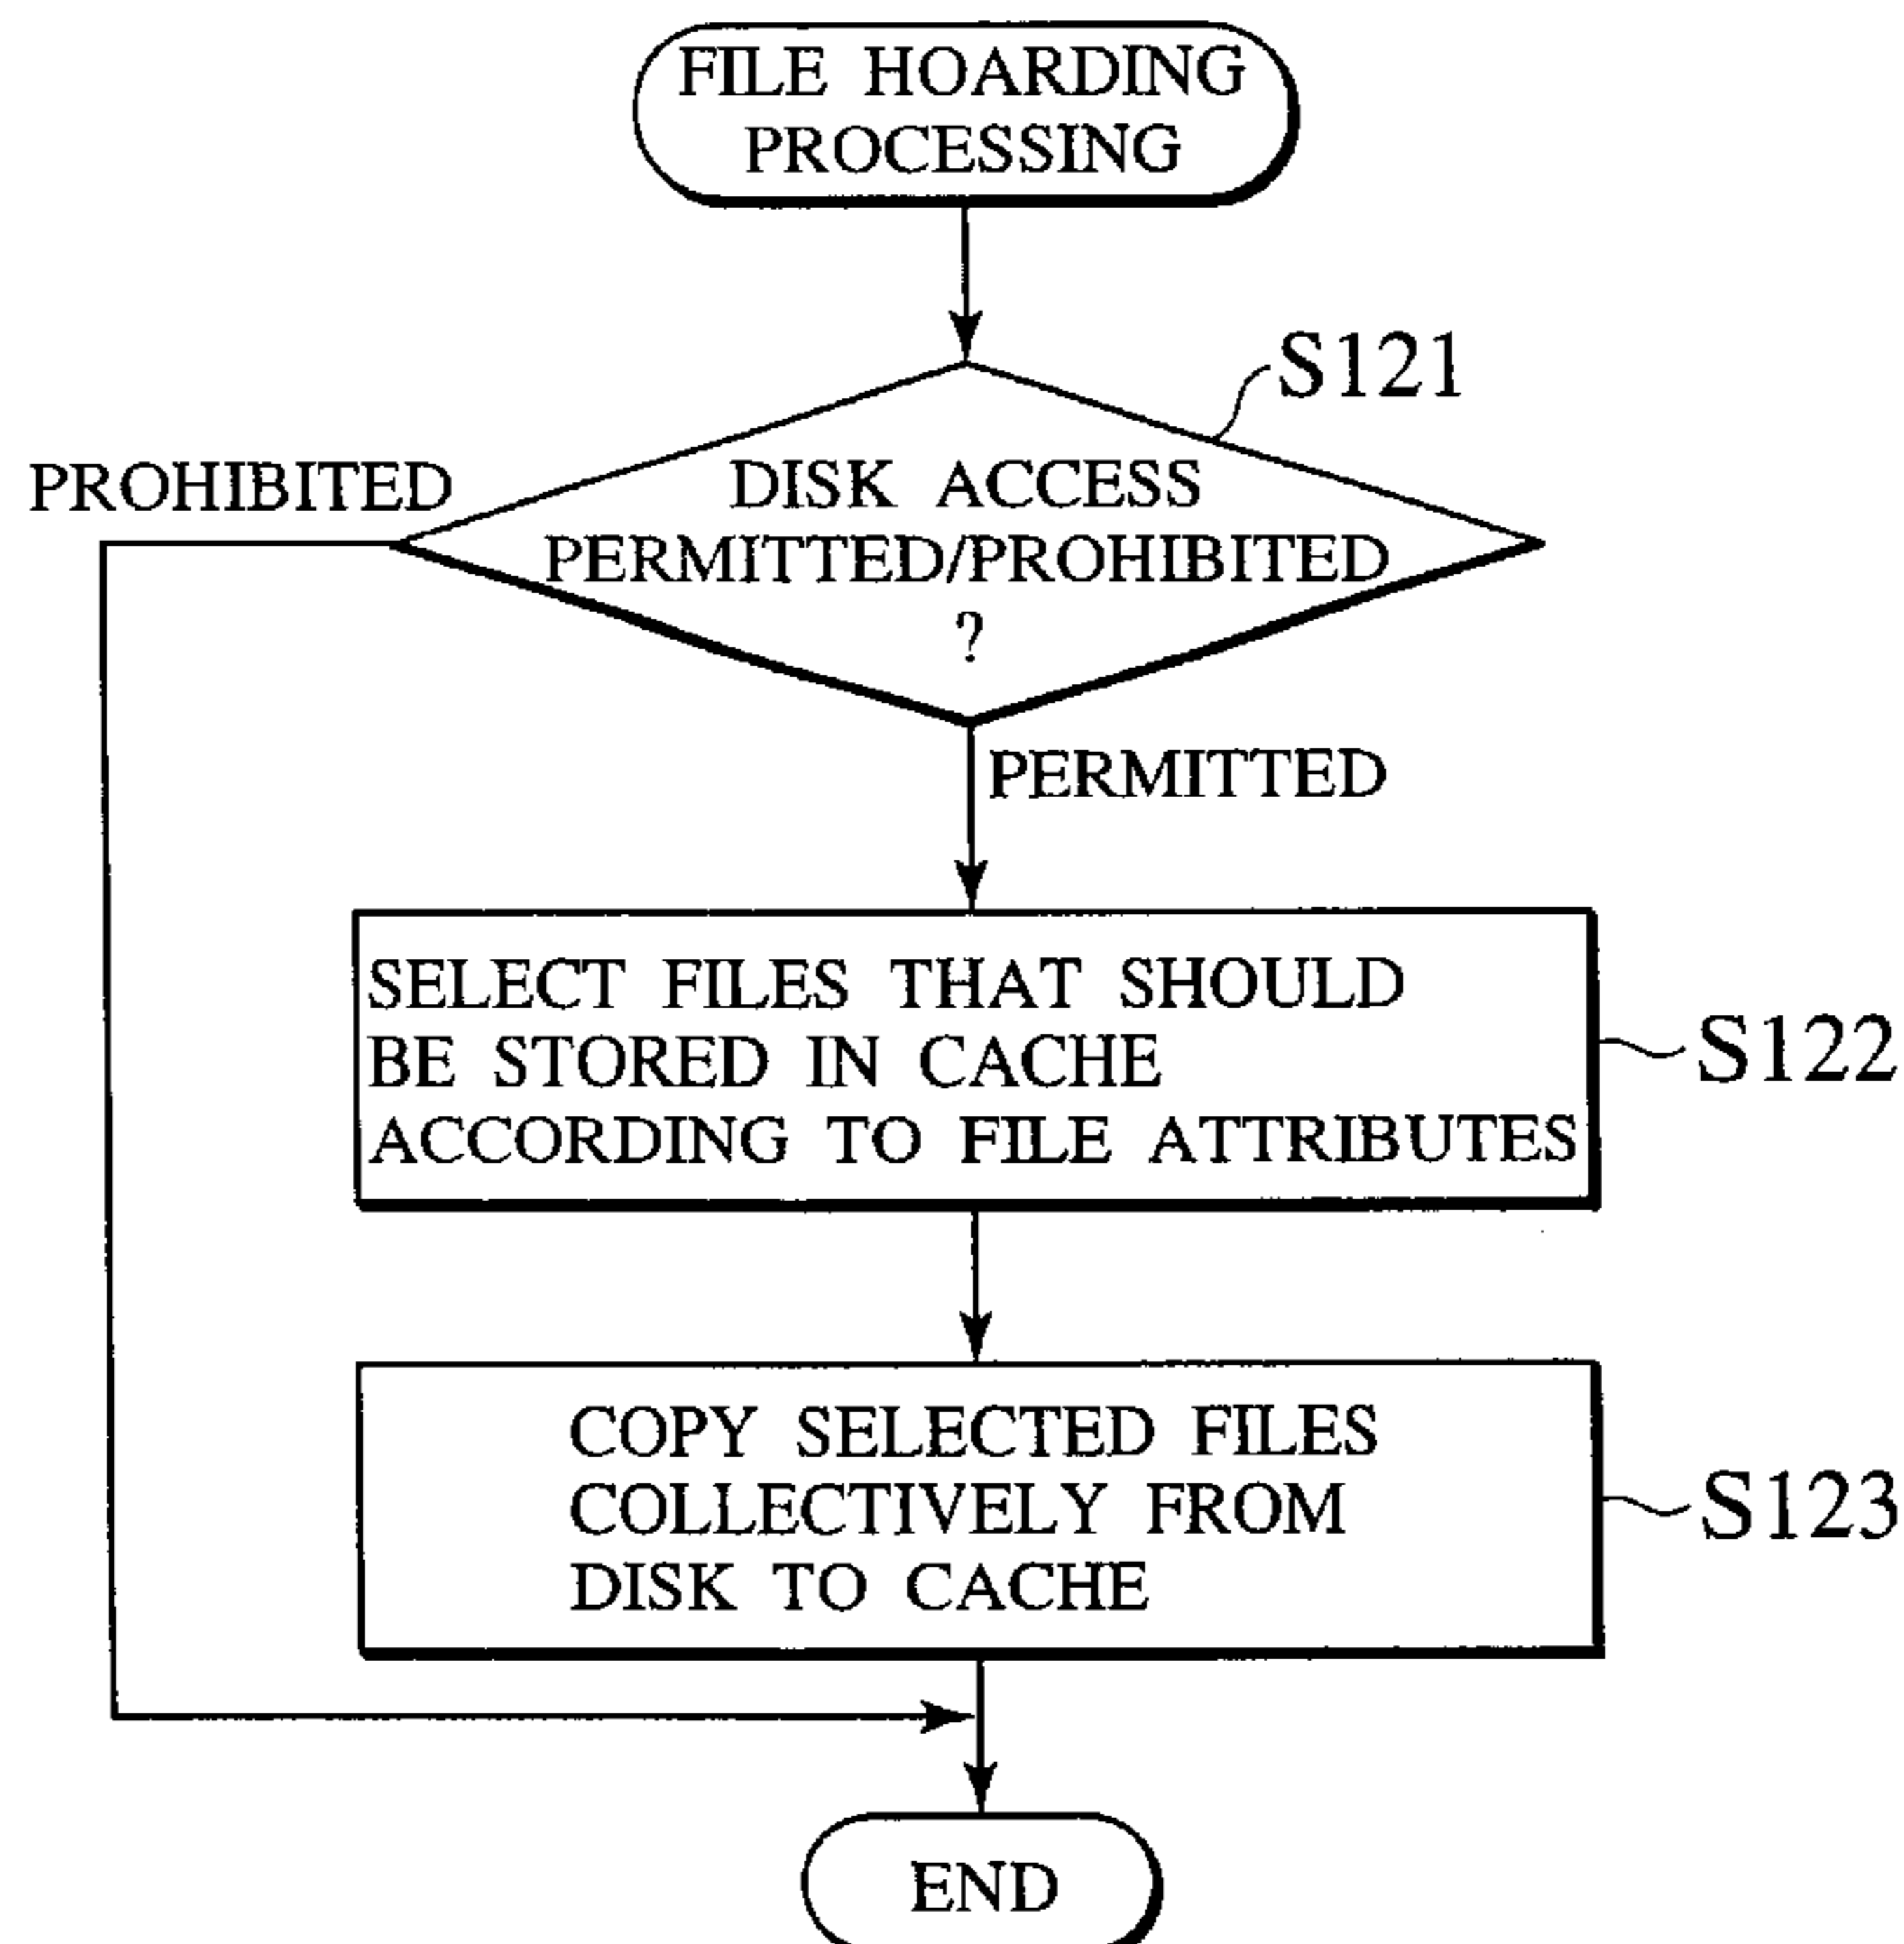 FILE HOARDING
PROCESSING
S121
PROHIBITED
DISK ACCESS
PERMITTED/PROHIBITED
?
PERMITTED
SELECT FILES THAT SHOULD
BE STORED IN CACHE
ACCORDING TO FILE ATTRIBUTES
S122
COPY SELECTED FILES
COLLECTIVELY FROM
DISK TO CACHE
S123
END